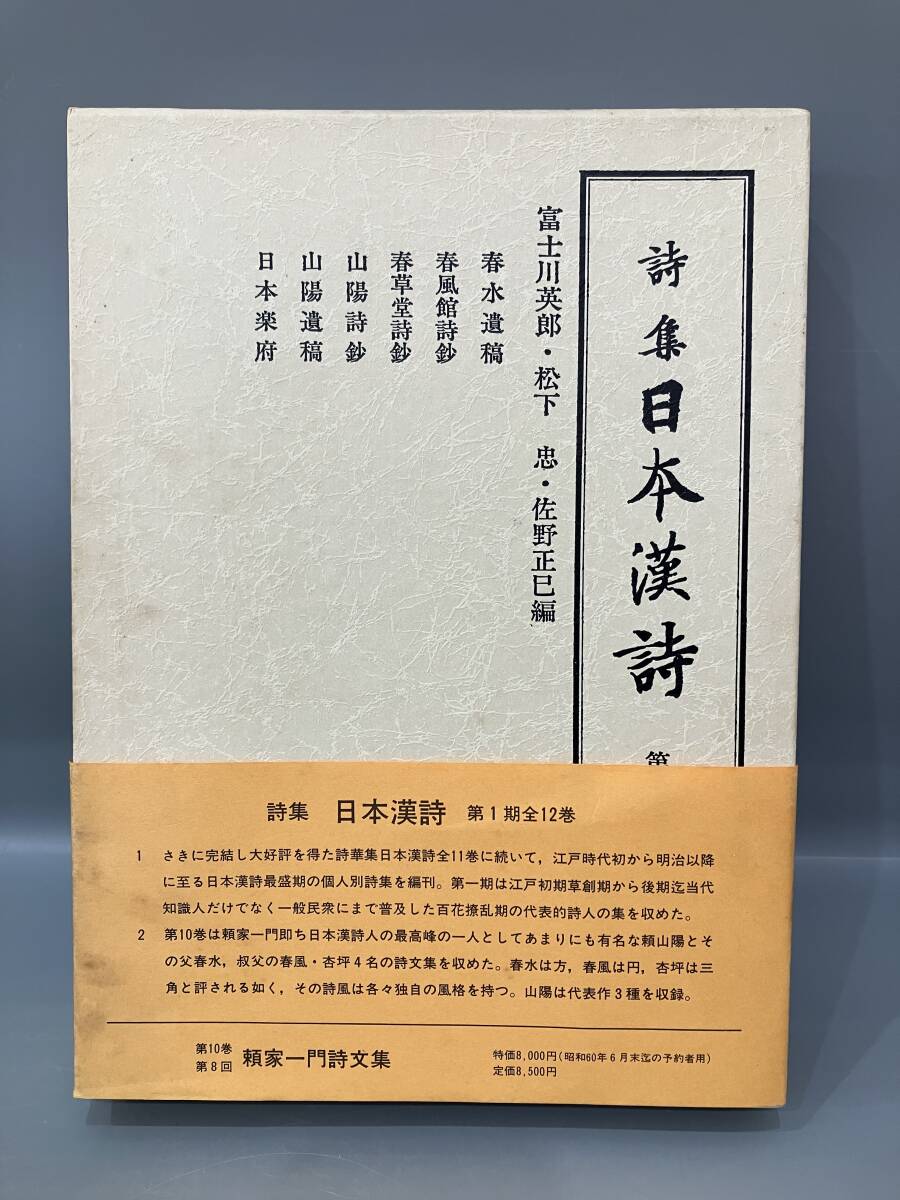 詩集日本漢詩 第
富士川英郎・松下 忠・佐野正巳編
春水遺稿
春風館詩鈔
春草堂詩鈔
山陽詩鈔
山陽遺稿
日本楽府
詩集 日本漢詩 第1期全12巻
1 さきに完結し大好評を得た詩華集日本漢詩全11巻に続いて，江戸時代初から明治以降
に至る日本漢詩最盛期の個人別詩集を編刊。第一期は江戸初期草創期から後期迄当代
知識人だけでなく一般民衆にまで普及した百花撩乱期の代表的詩人の集を収めた。
2 第10巻は頼家一門即ち日本漢詩人の最高峰の一人としてあまりにも有名な頼山陽とそ
の父春水，叔父の春風・杏坪4名の詩文集を収めた。春水は方，春風は円，杏坪は三
角と評される如く，その詩風は各々独自の風格を持つ。山陽は代表作3種を収録。
第10巻
第8回 頼家一門詩文集
特価8,000円（昭和60年6月末迄の予約者用）
定価8,500円